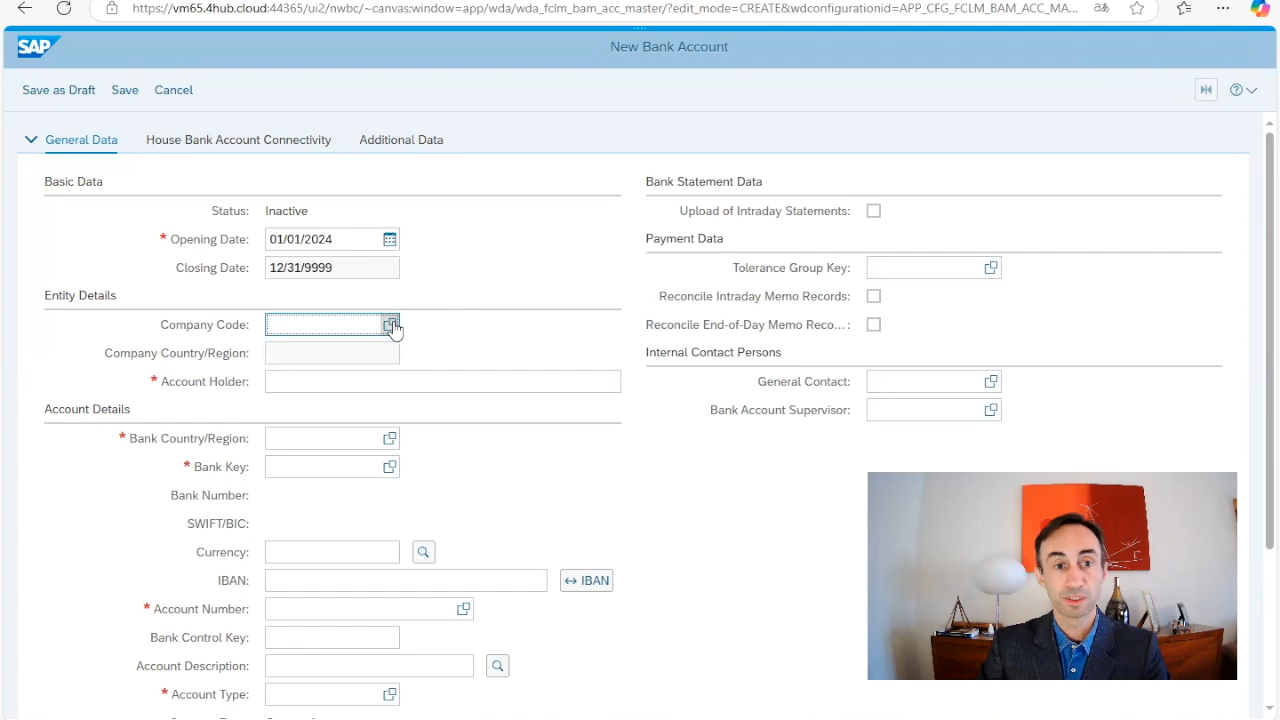 https://vm65.4hub.cloud:44365/ui2/nwbc/~canvas;window=app/wda/wda_fclm_bam_acc_master/?edit_mode=CREATE&wdconfigurationid=APP_CFG_FCLM_BAM_ACC_MA...
SAP
New Bank Account
Save as Draft Save Cancel
General Data House Bank Account Connectivity Additional Data
Basic Data
Status: Inactive
* Opening Date: 01/01/2024
Closing Date: 12/31/9999
Entity Details
Company Code:
Company Country/Region:
* Account Holder:
Account Details
* Bank Country/Region:
* Bank Key:
Bank Number:
SWIFT/BIC:
Currency:
IBAN: IBAN
* Account Number:
Bank Control Key:
Account Description:
* Account Type:
Bank Statement Data
Upload of Intraday Statements:
Payment Data
Tolerance Group Key:
Reconcile Intraday Memo Records:
Reconcile End-of-Day Memo Reco... :
Internal Contact Persons
General Contact:
Bank Account Supervisor: